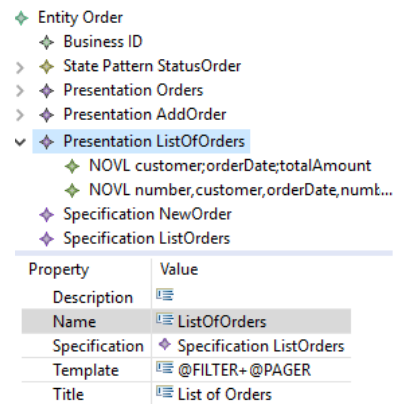 Entity Order
Business ID
State Pattern StatusOrder
Presentation Orders
Presentation AddOrder
Presentation ListOfOrders
NOVL customer;orderDate;totalAmount
NOVL number,customer,orderDate,numb...
Specification NewOrder
Specification ListOrders
Property Value
Description
Name ListOfOrders
Specification Specification ListOrders
Template @FILTER+@PAGER
Title List of Orders